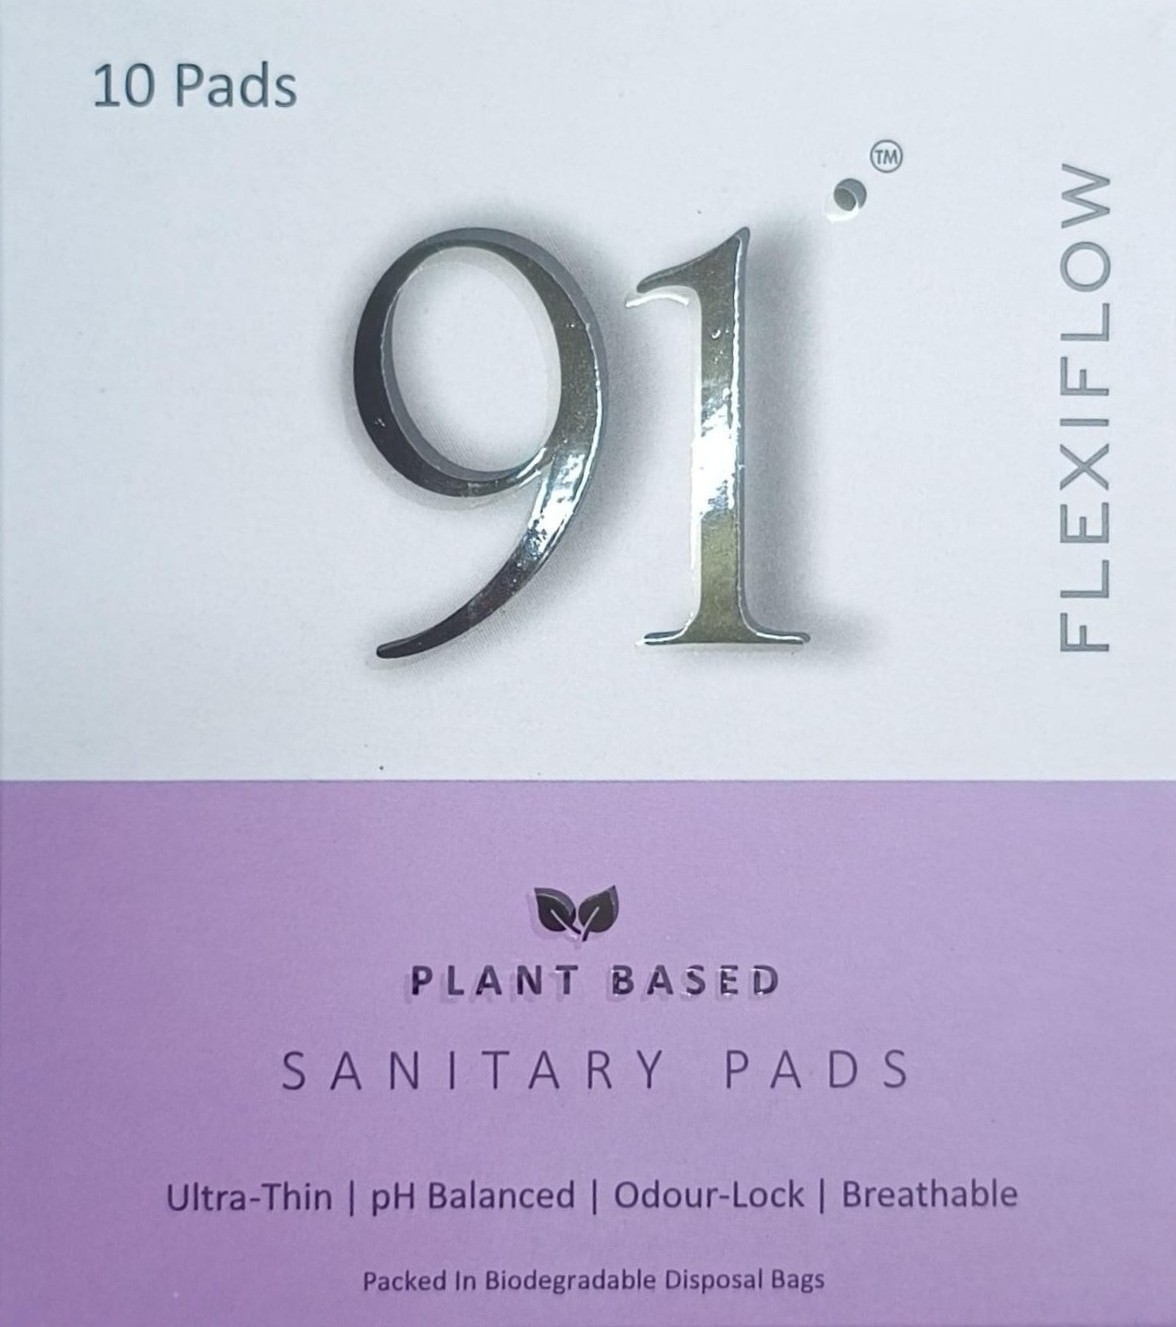 10 Pads
91
TM
FLEXIFLOW
PLANT BASED
SANITARY PADS
Ultra-Thin | pH Balanced | Odour-Lock | Breathable
Packed In Biodegradable Disposal Bags